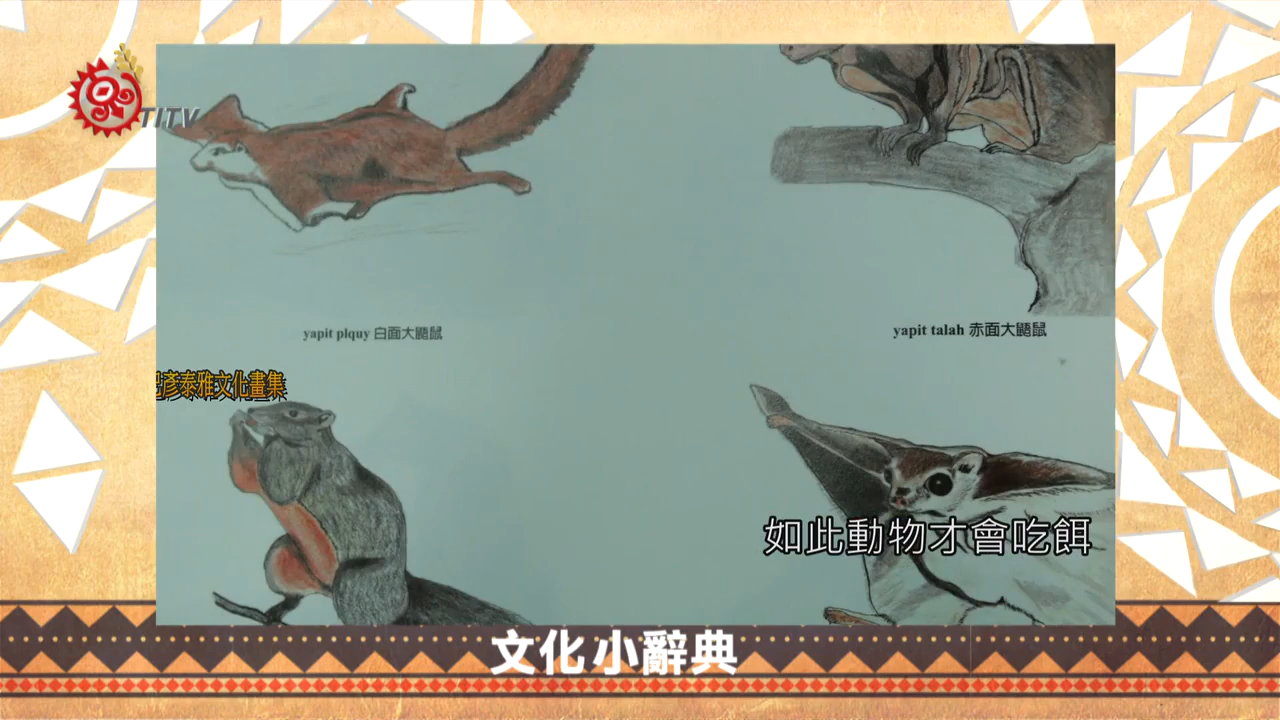 TITV
yapit plquy 白面大鼯鼠
yapit talah 赤面大鼯鼠
彥泰雅文化畫集
如此動物才會吃餌
文化小辭典